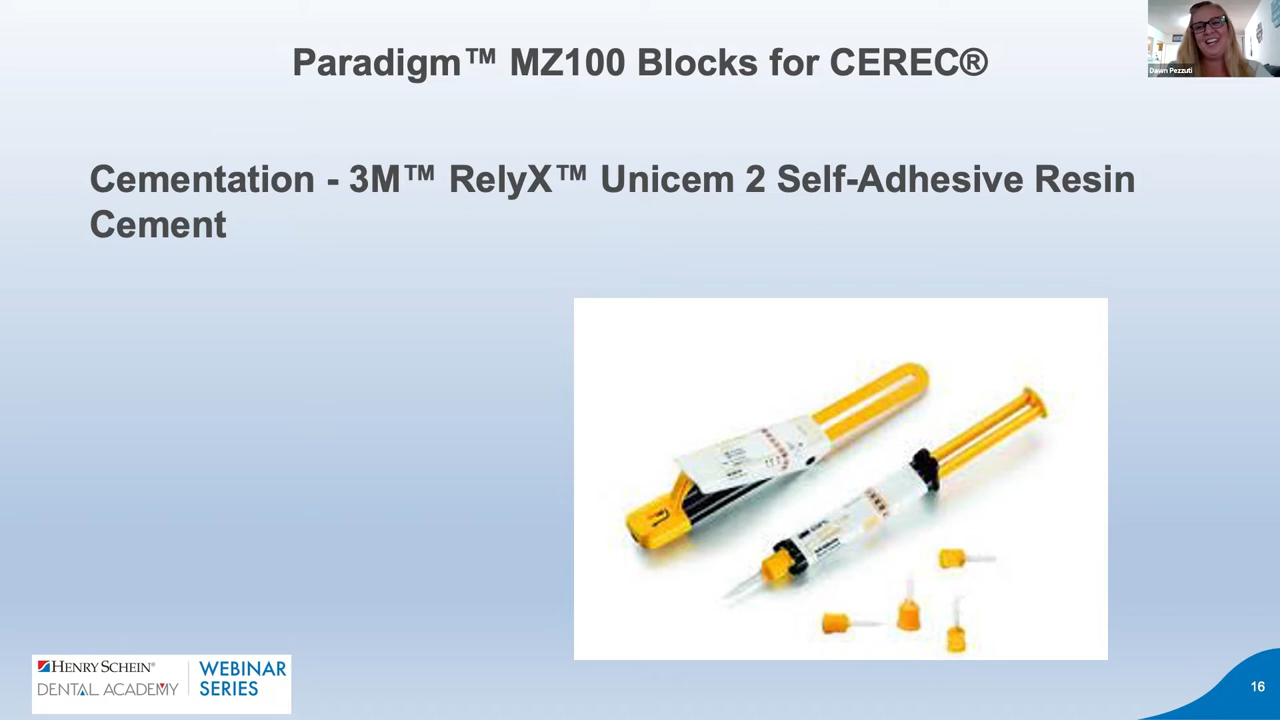 Paradigm™ MZ100 Blocks for CEREC®
Dawn Pezzuti
Cementation - 3M™ RelyX™ Unicem 2 Self-Adhesive Resin
Cement
HENRY SCHEIN®
DENTAL ACADEMY
WEBINAR
SERIES
16